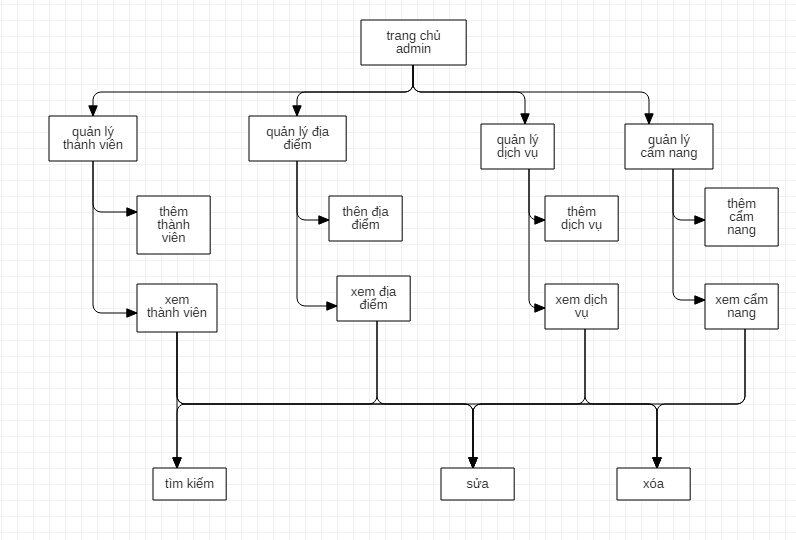 trang chủ
admin
quản lý
thành viên
quản lý địa
điểm
quản lý
dịch vụ
quản lý
cẩm nang
thêm
thành
viên
thên địa
điểm
thêm
dịch vụ
thêm
cẩm
nang
xem
thành viên
xem địa
điểm
xem dịch
vụ
xem cẩm
nang
tìm kiếm
sửa
xóa